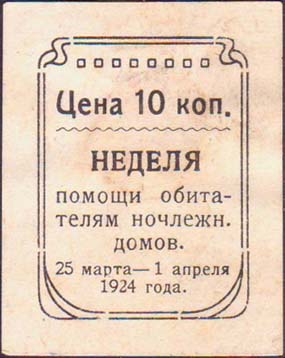 Цена 10 коп.
НЕДЕЛЯ
помощи обита-
телям ночлежн.
домов.
25 марта—1 апреля
1924 года.